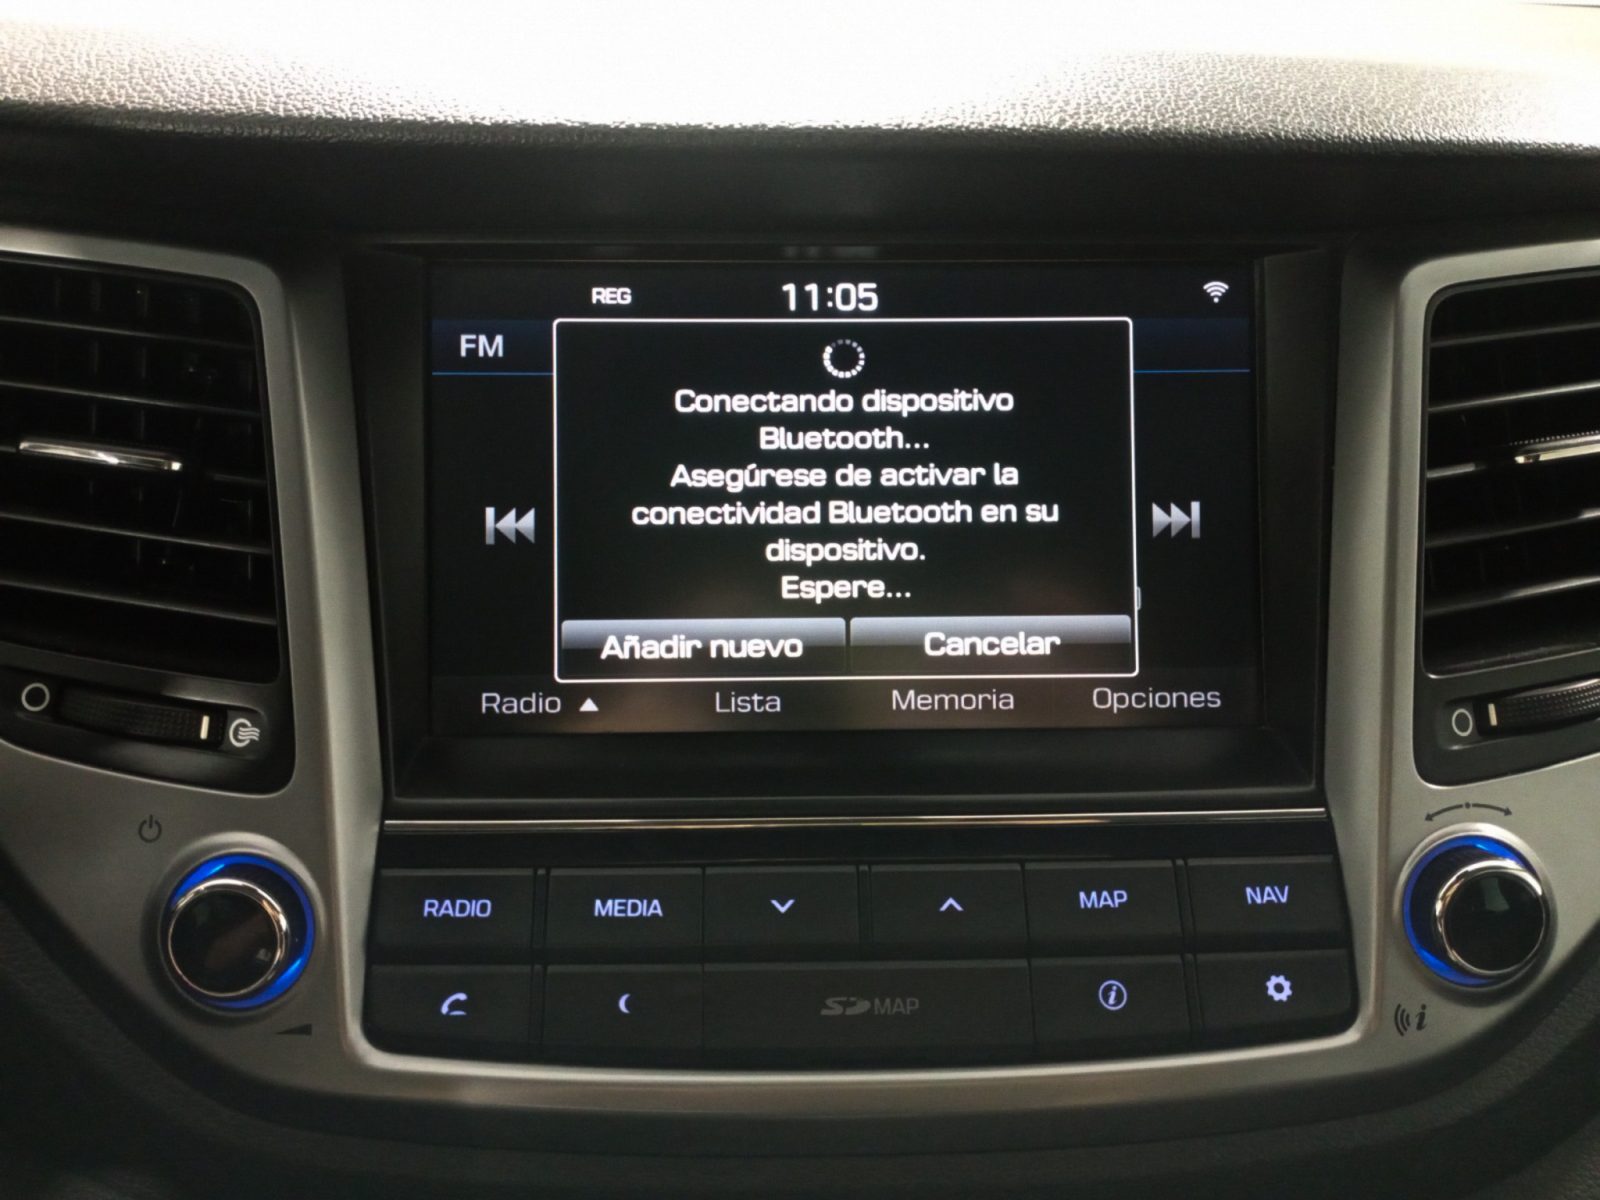 REG 11:05
FM
Conectando dispositivo
Bluetooth...
Asegúrese de activar la
conectividad Bluetooth en su
dispositivo.
Espere...
Añadir nuevo Cancelar
Radio ▲ Lista Memoria Opciones
RADIO MEDIA MAP NAV
SD MAP i
i